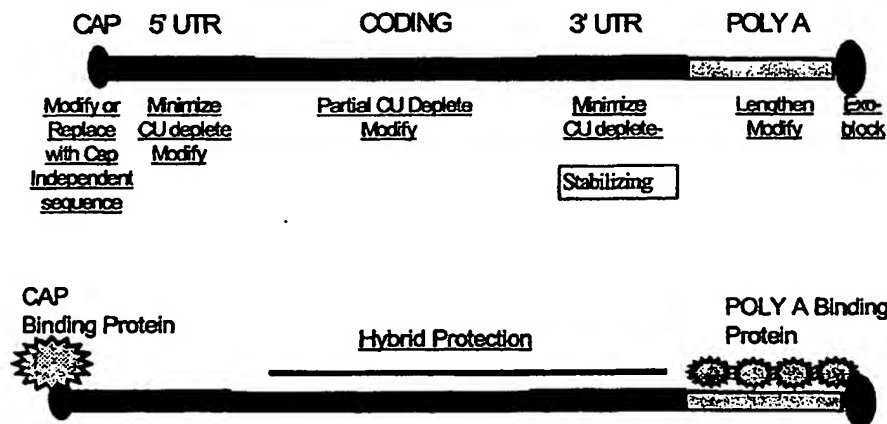 CAP 5' UTR CODING 3' UTR POLY A
Modify or
Replace
with Cap
Independent
sequence
Minimize
CU deplete
Modify
Partial CU Deplete
Modify
Minimize
CU deplete-
Stabilizing
Lengthen
Modify
Exo-
block
CAP
Binding Protein
Hybrid Protection
POLY A Binding
Protein